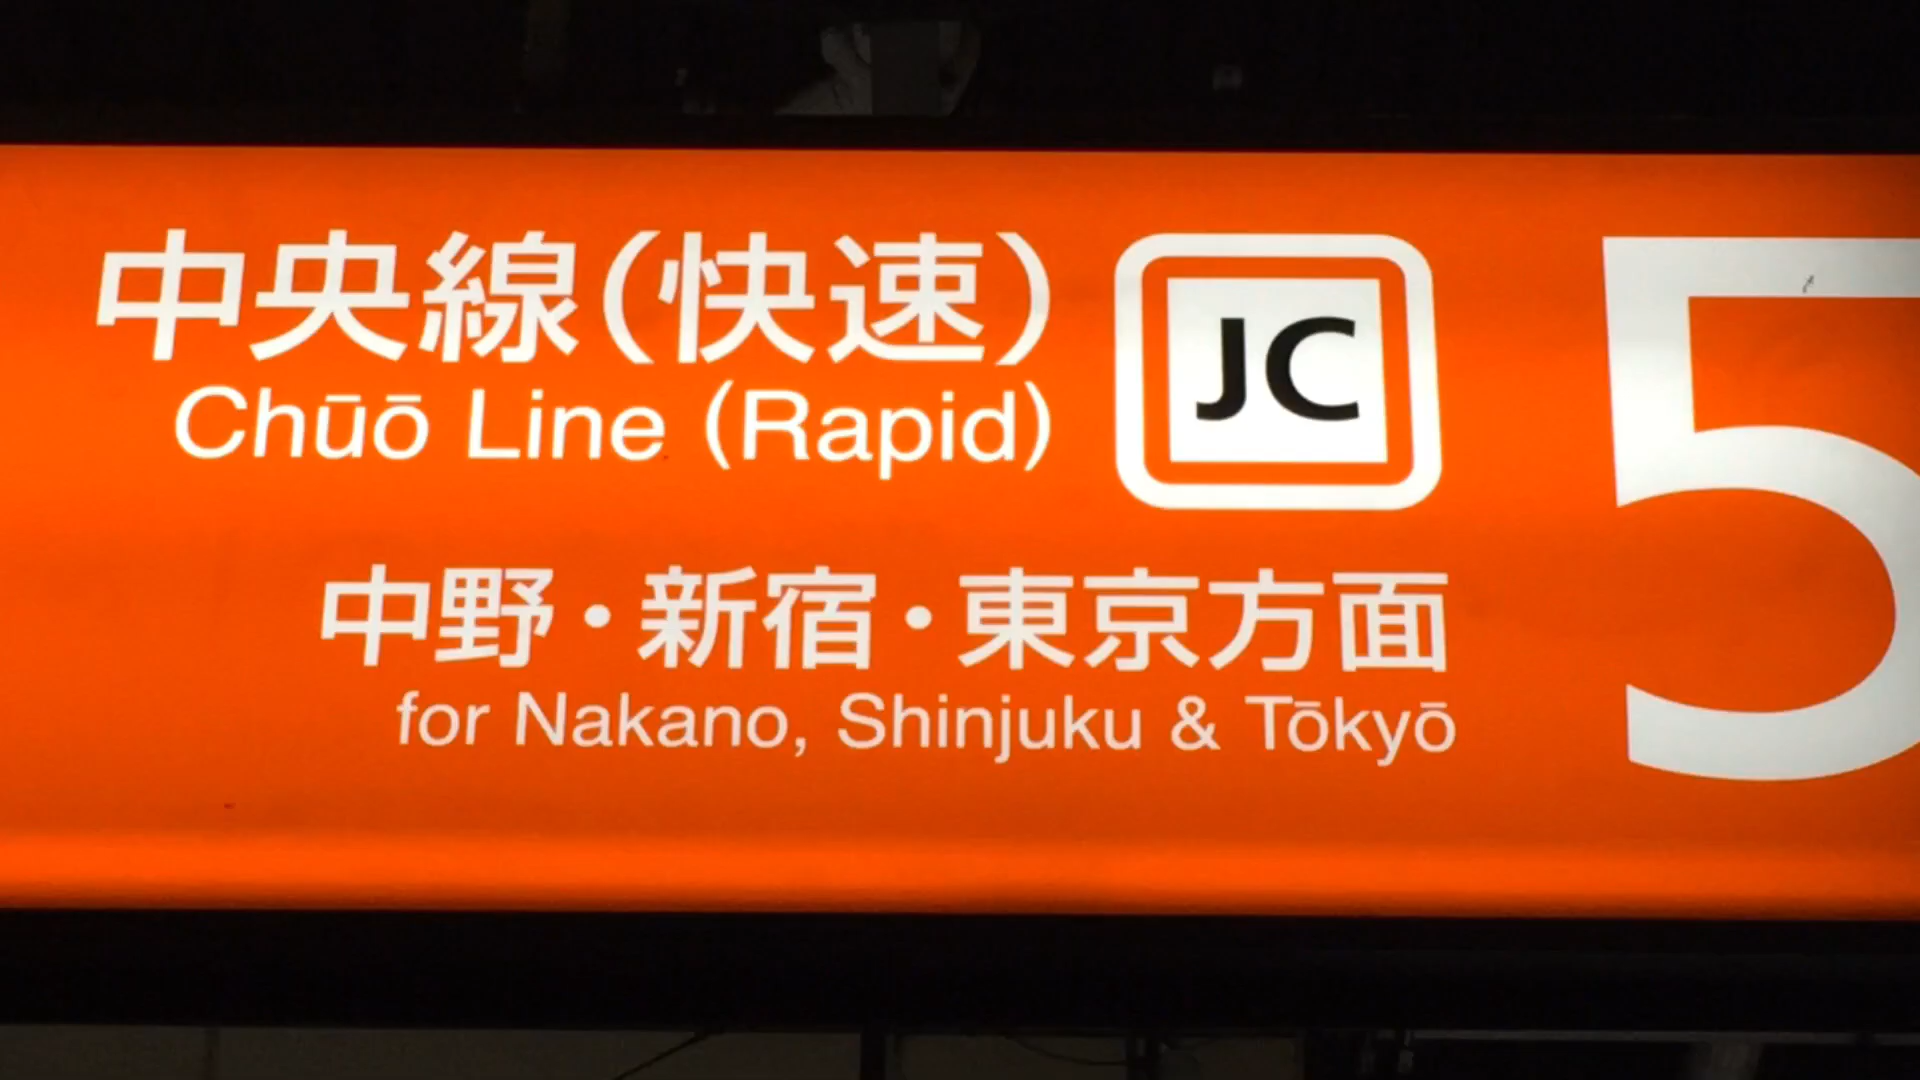 中央線(快速)
Chūō Line (Rapid)
JC
5
中野・新宿・東京方面
for Nakano, Shinjuku & Tōkyō